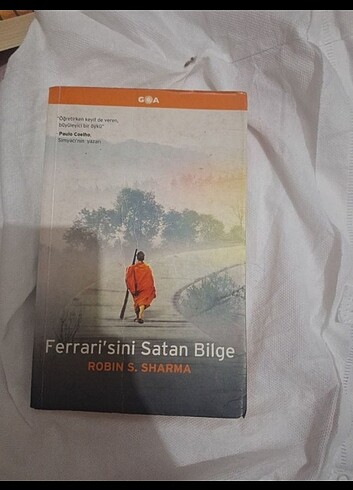 GOA
"Öğretirken keyif de veren,
büyüleyici bir öykü"
Paulo Coelho,
Simyacı'nın yazarı
Ferrari'sini Satan Bilge
ROBIN S. SHARMA